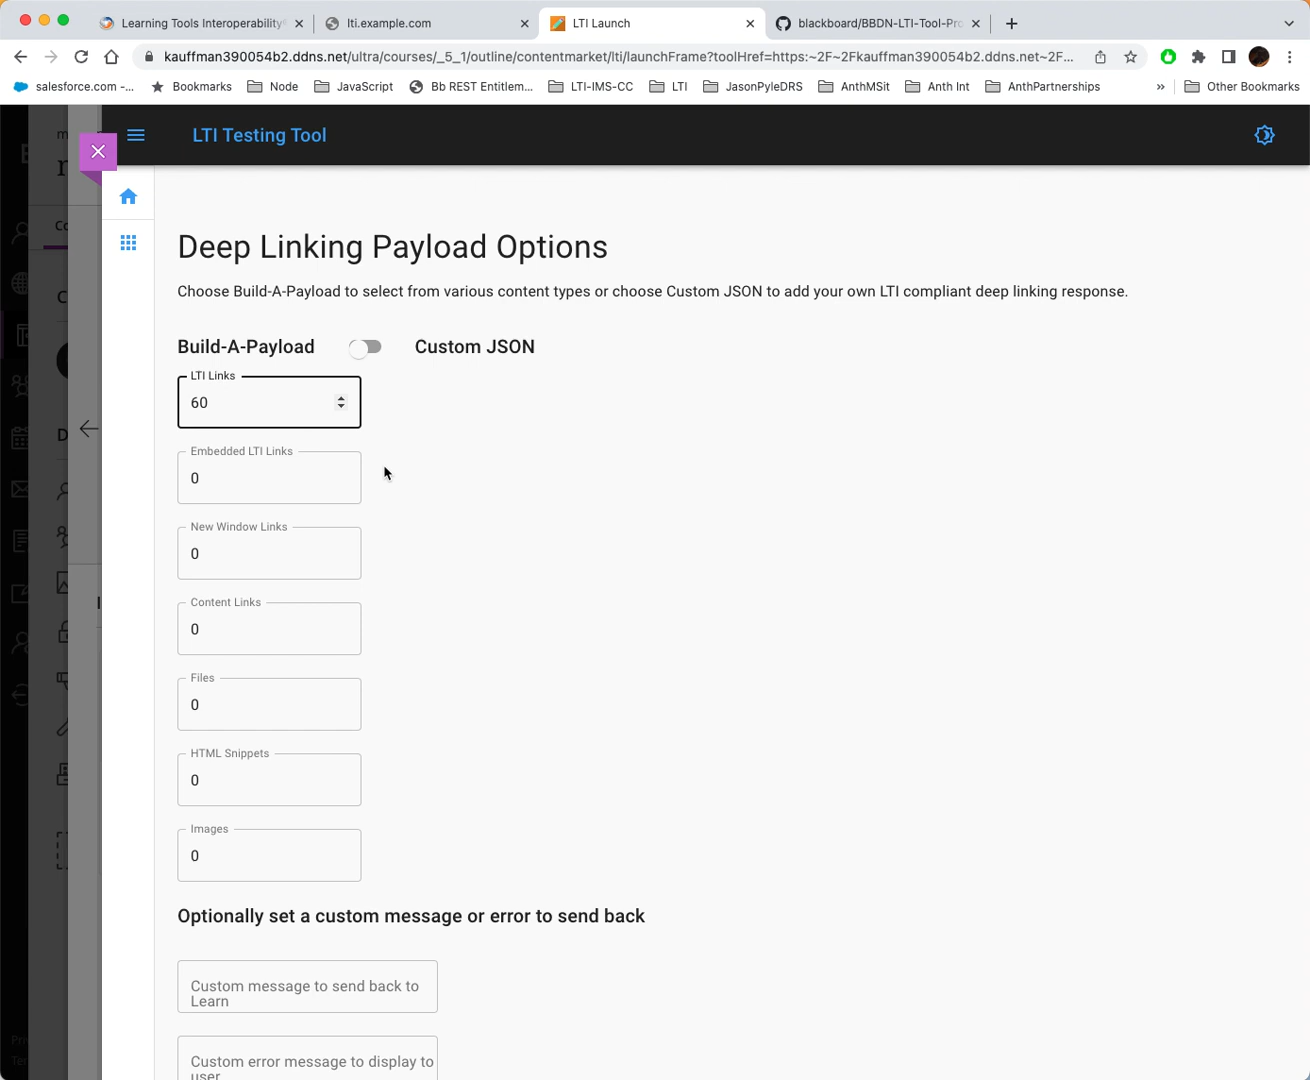 Learning Tools Interoperability
lti.example.com
LTI Launch
blackboard/BBDN-LTI-Tool-Pro
kauffman390054b2.ddns.net/ultra/courses/_5_1/outline/contentmarket/lti/launchFrame?toolHref=https:~2F~2Fkauffman390054b2.ddns.net~2F...
salesforce.com -...
Bookmarks
Node
JavaScript
Bb REST Entitlem...
LTI-IMS-CC
LTI
JasonPyleDRS
AnthMSit
Anth Int
AnthPartnerships
»
Other Bookmarks
LTI Testing Tool
Deep Linking Payload Options
Choose Build-A-Payload to select from various content types or choose Custom JSON to add your own LTI compliant deep linking response.
Build-A-Payload
Custom JSON
LTI Links
60
Embedded LTI Links
0
New Window Links
0
Content Links
0
Files
0
HTML Snippets
0
Images
0
Optionally set a custom message or error to send back
Custom message to send back to
Learn
Custom error message to display to
user